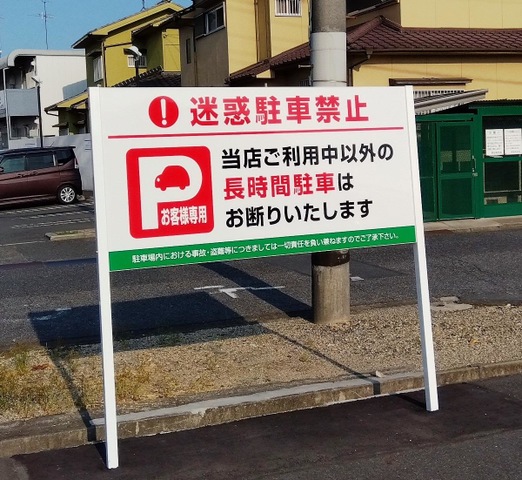 迷惑駐車禁止
P
お客様専用
当店ご利用中以外の
長時間駐車は
お断りいたします
駐車場内における事故・盗難等につきましては一切責任を負い兼ねますのでご了承下さい。